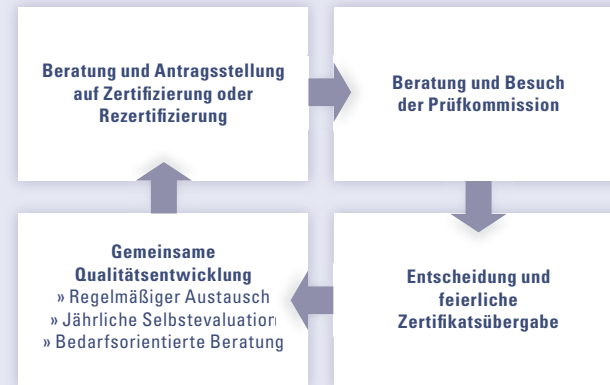 Beratung und Antragsstellung
auf Zertifizierung oder
Rezertifizierung
Beratung und Besuch
der Prüfkommission
Gemeinsame
Qualitätsentwicklung
» Regelmäßiger Austausch
» Jährliche Selbstevaluation
» Bedarfsorientierte Beratung
Entscheidung und
feierliche
Zertifikatsübergabe